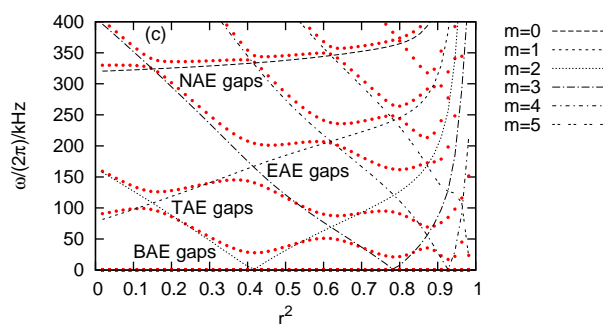 (c)
400
350
300
250
200
150
100
50
0
ω/(2π)/kHz
NAE gaps
EAE gaps
TAE gaps
BAE gaps
0 0.1 0.2 0.3 0.4 0.5 0.6 0.7 0.8 0.9 1
r²
m=0
m=1
m=2
m=3
m=4
m=5